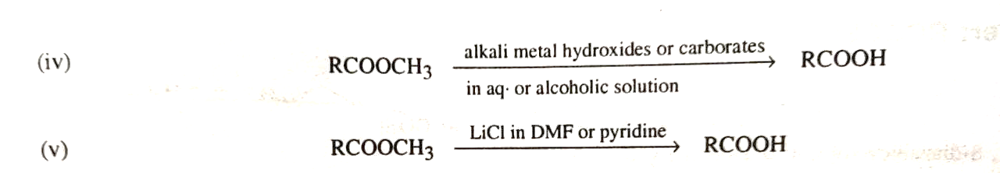 alkali metal hydroxides or carborates
(iv) RCOOCH3 RCOOH
in aq· or alcoholic solution
LiCl in DMF or pyridine
(v) RCOOCH3 RCOOH